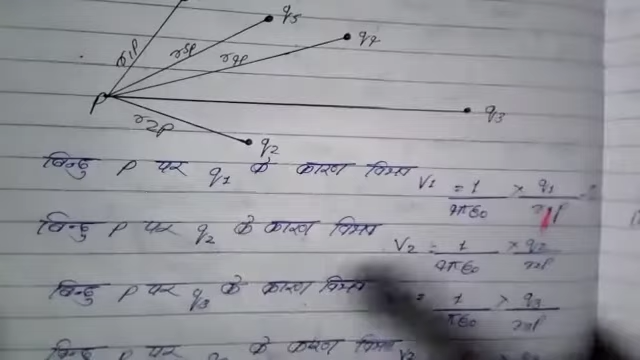 q5
q4
r1P
r5P
r4P
P
q3
r2P
q2
बिन्दु P पर q1 के कारण विभव V1 = 1/4πε0 × q1/r1P
बिन्दु P पर q2 के कारण विभव V2 = 1/4πε0 × q2/r2P
बिन्दु P पर q3 के कारण विभव = 1/πε0 × q3/r3P
बिन्दु P पर के कारण विभव